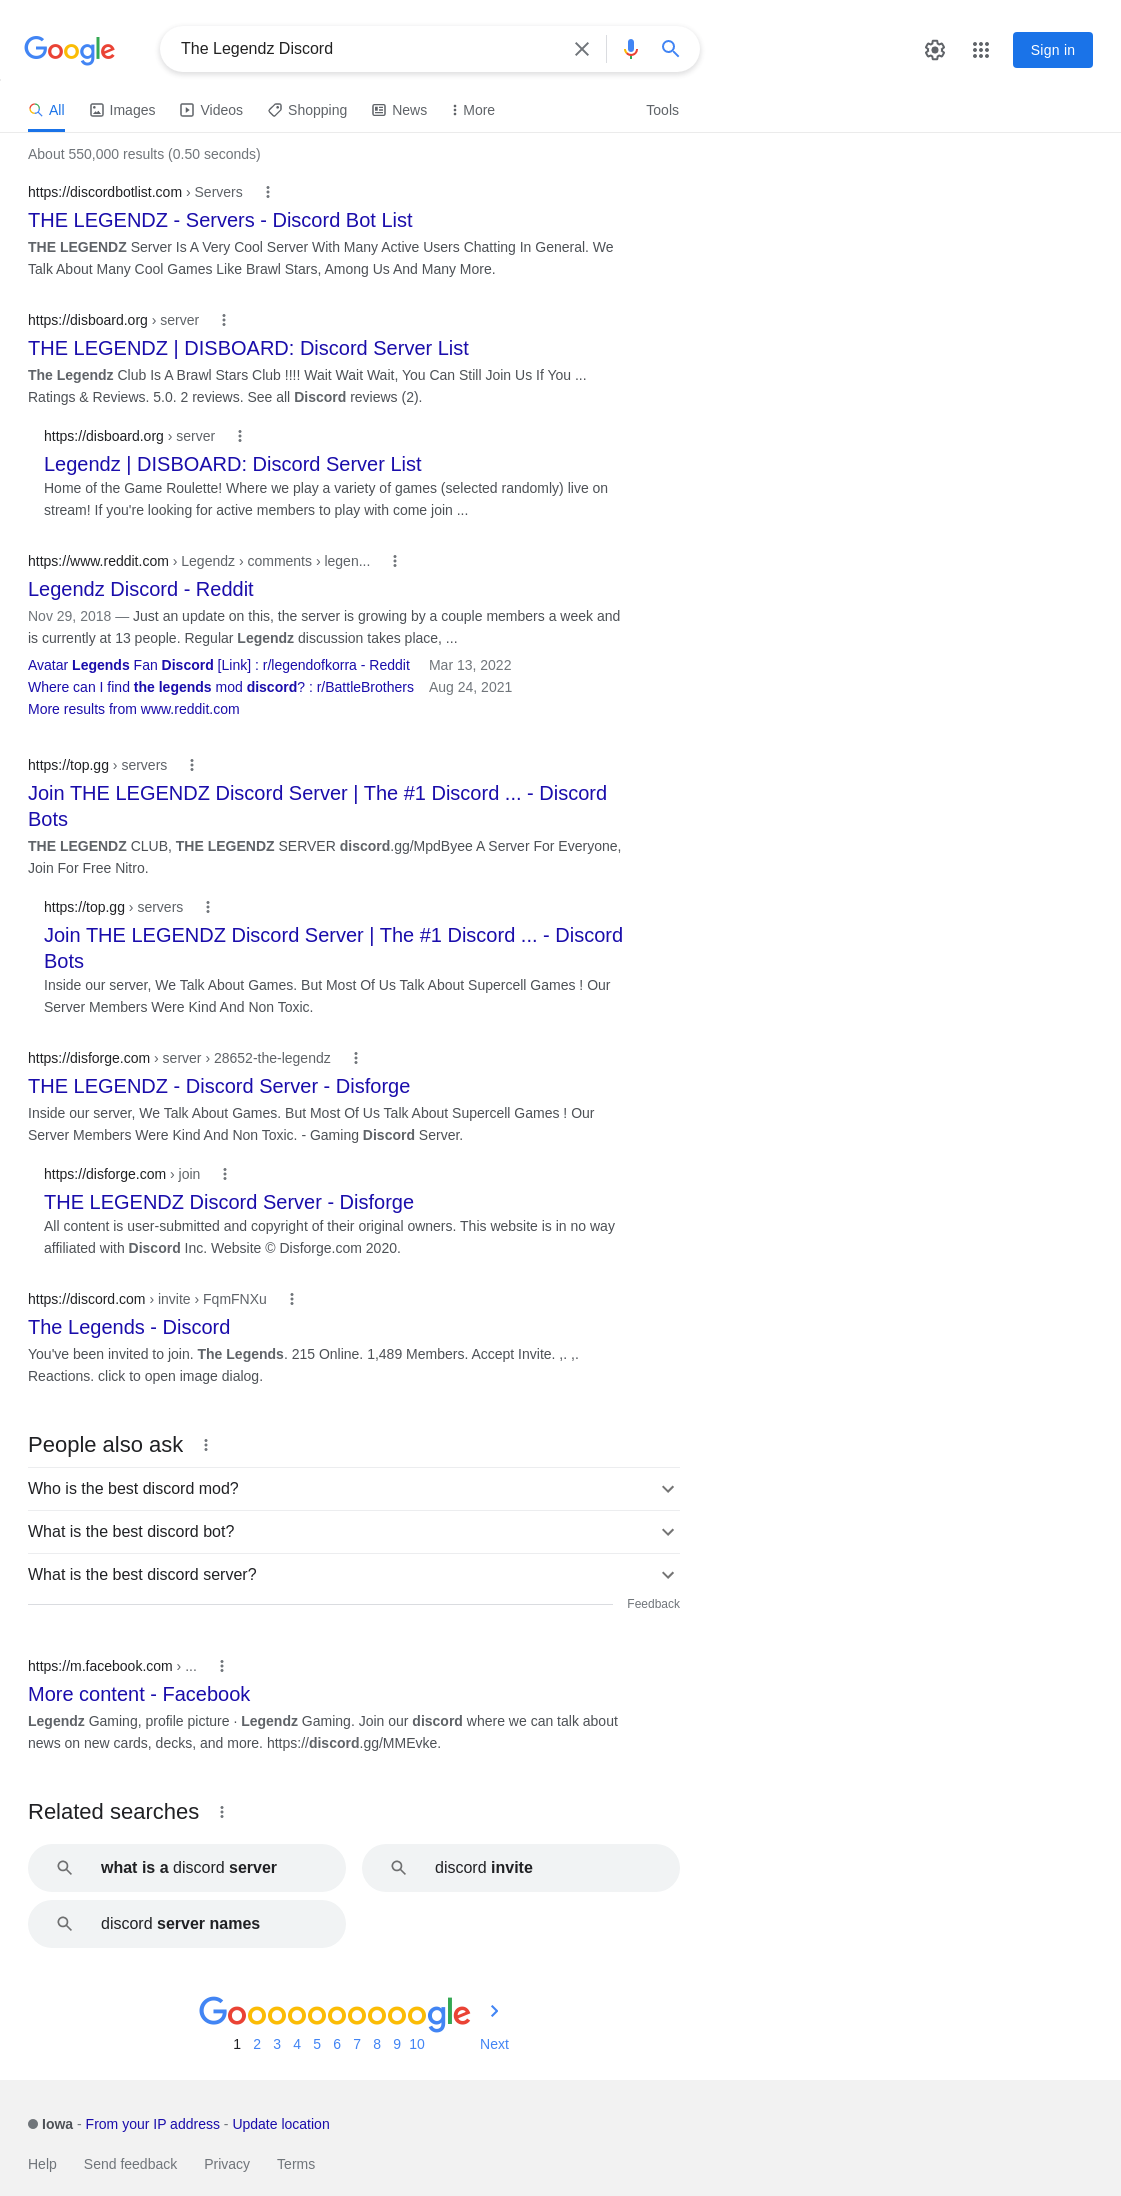 Google
The Legendz Discord
Sign in
All Images Videos Shopping News More Tools
About 550,000 results (0.50 seconds)
https://discordbotlist.com › Servers
THE LEGENDZ - Servers - Discord Bot List
THE LEGENDZ Server Is A Very Cool Server With Many Active Users Chatting In General. We
Talk About Many Cool Games Like Brawl Stars, Among Us And Many More.
https://disboard.org › server
THE LEGENDZ | DISBOARD: Discord Server List
The Legendz Club Is A Brawl Stars Club !!!! Wait Wait Wait, You Can Still Join Us If You ...
Ratings & Reviews. 5.0. 2 reviews. See all Discord reviews (2).
https://disboard.org › server
Legendz | DISBOARD: Discord Server List
Home of the Game Roulette! Where we play a variety of games (selected randomly) live on
stream! If you're looking for active members to play with come join ...
https://www.reddit.com › Legendz › comments › legen...
Legendz Discord - Reddit
Nov 29, 2018 — Just an update on this, the server is growing by a couple members a week and
is currently at 13 people. Regular Legendz discussion takes place, ...
Avatar Legends Fan Discord [Link] : r/legendofkorra - Reddit Mar 13, 2022
Where can I find the legends mod discord? : r/BattleBrothers Aug 24, 2021
More results from www.reddit.com
https://top.gg › servers
Join THE LEGENDZ Discord Server | The #1 Discord ... - Discord
Bots
THE LEGENDZ CLUB, THE LEGENDZ SERVER discord.gg/MpdByee A Server For Everyone,
Join For Free Nitro.
https://top.gg › servers
Join THE LEGENDZ Discord Server | The #1 Discord ... - Discord
Bots
Inside our server, We Talk About Games. But Most Of Us Talk About Supercell Games ! Our
Server Members Were Kind And Non Toxic.
https://disforge.com › server › 28652-the-legendz
THE LEGENDZ - Discord Server - Disforge
Inside our server, We Talk About Games. But Most Of Us Talk About Supercell Games ! Our
Server Members Were Kind And Non Toxic. - Gaming Discord Server.
https://disforge.com › join
THE LEGENDZ Discord Server - Disforge
All content is user-submitted and copyright of their original owners. This website is in no way
affiliated with Discord Inc. Website © Disforge.com 2020.
https://discord.com › invite › FqmFNXu
The Legends - Discord
You've been invited to join. The Legends. 215 Online. 1,489 Members. Accept Invite. ,. ,.
Reactions. click to open image dialog.
People also ask
Who is the best discord mod?
What is the best discord bot?
What is the best discord server?
Feedback
https://m.facebook.com › ...
More content - Facebook
Legendz Gaming, profile picture · Legendz Gaming. Join our discord where we can talk about
news on new cards, decks, and more. https://discord.gg/MMEvke.
Related searches
what is a discord server discord invite
discord server names
Goooooooooogle
1 2 3 4 5 6 7 8 9 10 Next
Iowa - From your IP address - Update location
Help Send feedback Privacy Terms